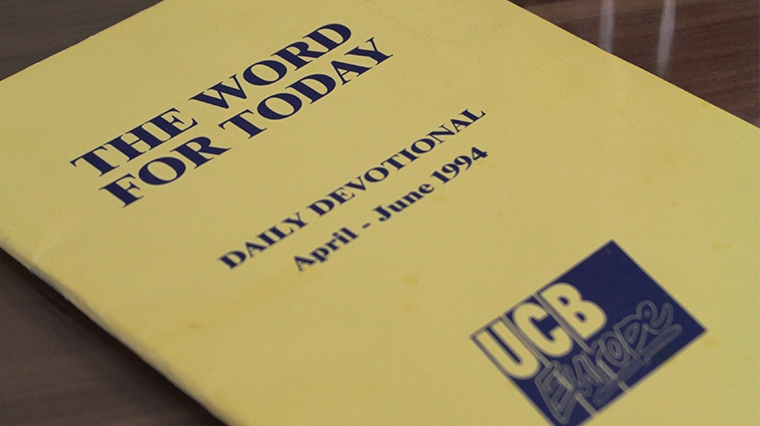 THE WORD
FOR TODAY
DAILY DEVOTIONAL
April - June 1994
UCB
Europe